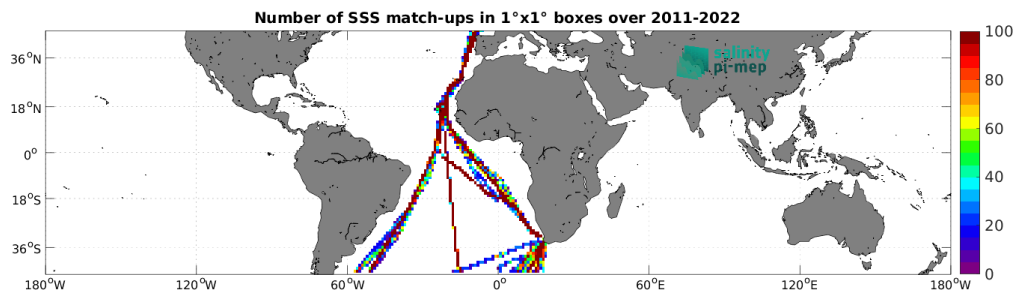 Number of SSS match-ups in 1°x1° boxes over 2011-2022
salinity
pi-mep
36°N
18°N
0°
18°S
36°S
180°W
120°W
60°W
0°
60°E
120°E
180°W
100
80
60
40
20
0